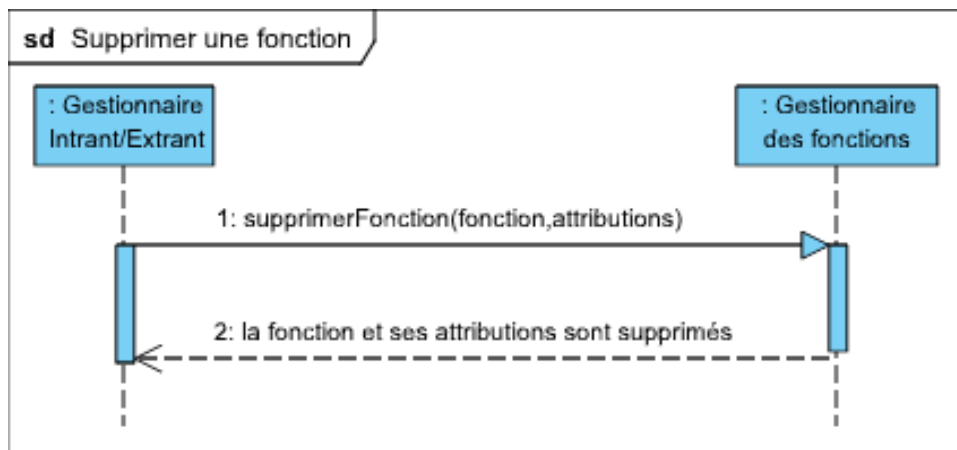 sd Supprimer une fonction
: Gestionnaire
Intrant/Extrant
: Gestionnaire
des fonctions
1: supprimerFonction(fonction,attributions)
2: la fonction et ses attributions sont supprimés